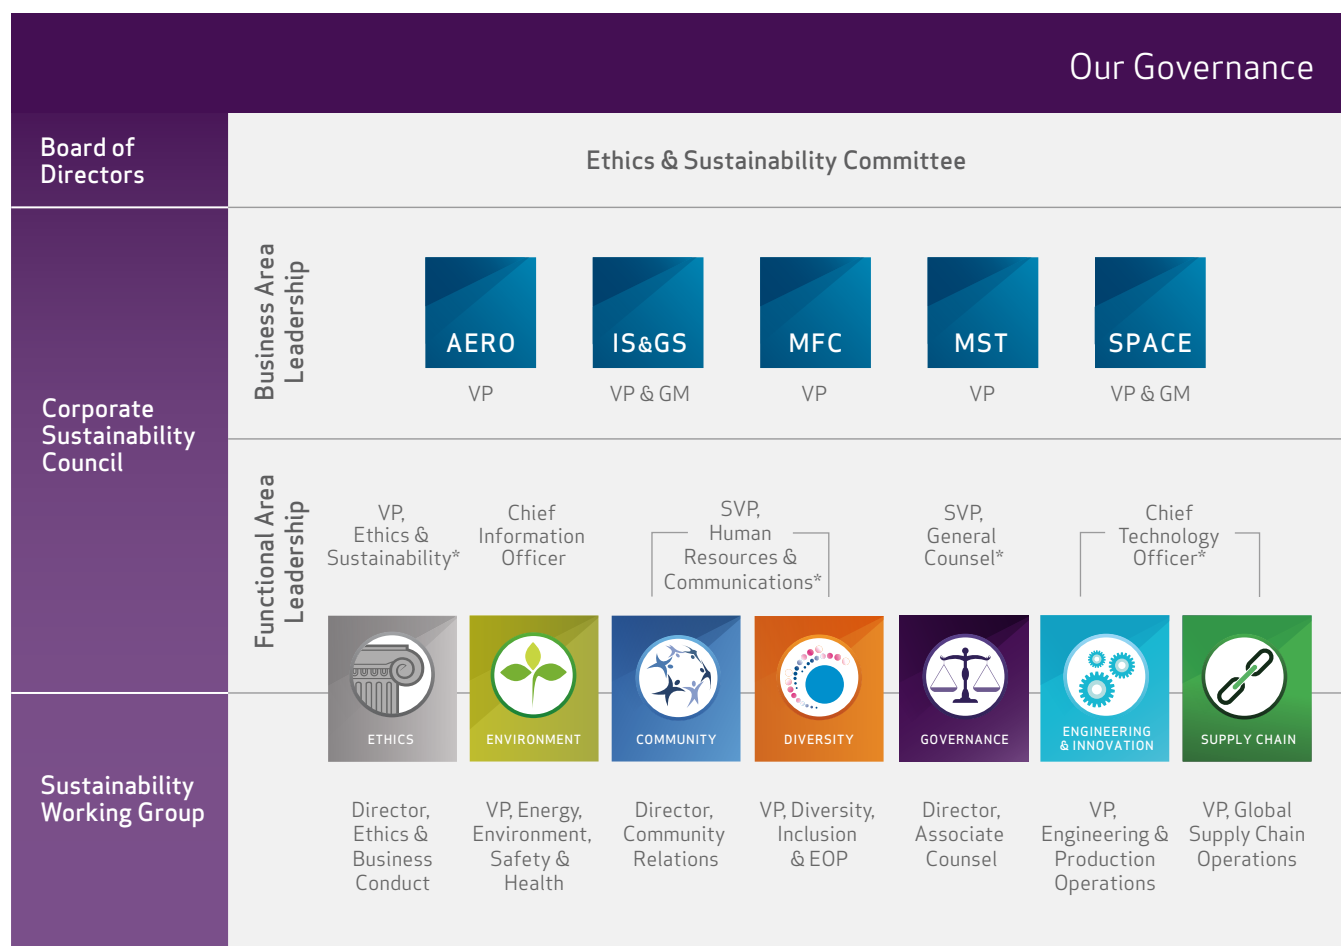 Our Governance
Board of
Directors
Ethics & Sustainability Committee
Corporate
Sustainability
Council
Business Area
Leadership
AERO
VP
IS&GS
VP & GM
MFC
VP
MST
VP
SPACE
VP & GM
Functional Area
Leadership
VP,
Ethics &
Sustainability*
Chief
Information
Officer
SVP,
Human
Resources &
Communications*
SVP,
General
Counsel*
Chief
Technology
Officer*
ETHICS
ENVIRONMENT
COMMUNITY
DIVERSITY
GOVERNANCE
ENGINEERING
& INNOVATION
SUPPLY CHAIN
Sustainability
Working Group
Director,
Ethics &
Business
Conduct
VP, Energy,
Environment,
Safety &
Health
Director,
Community
Relations
VP, Diversity,
Inclusion
& EOP
Director,
Associate
Counsel
VP,
Engineering &
Production
Operations
VP, Global
Supply Chain
Operations